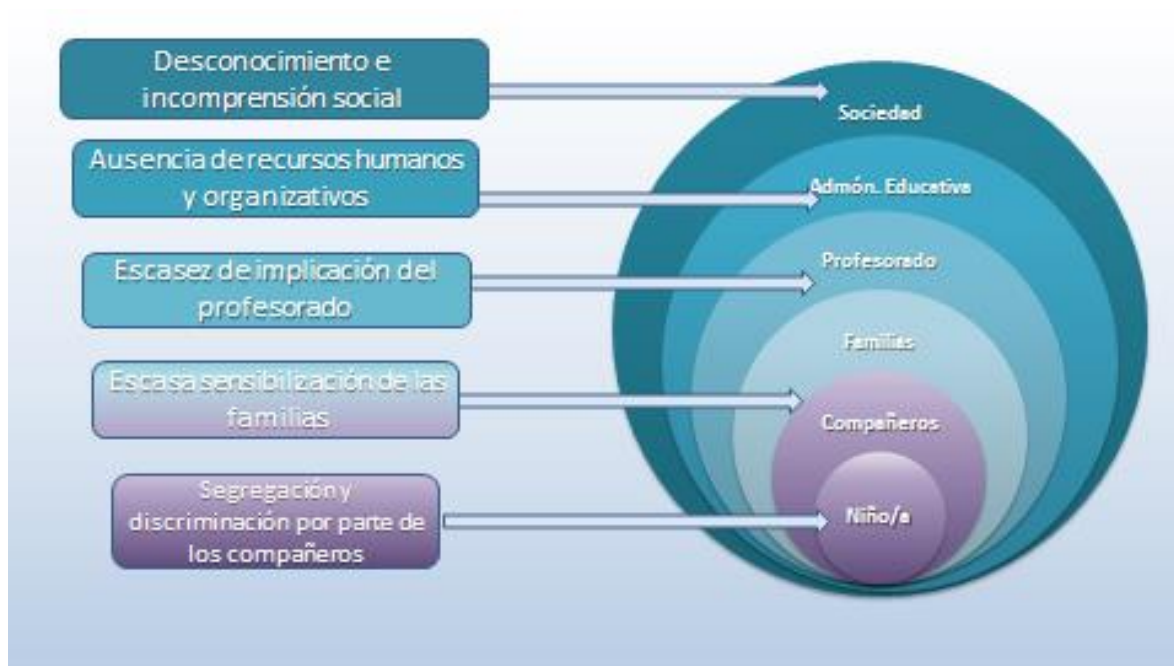 Desconocimiento e
incomprensión social
Ausencia de recursos humanos
y organizativos
Escasez de implicación del
profesorado
Escasa sensibilización de las
familias
Segregación y
discriminación por parte de
los compañeros
Sociedad
Admón. Educativa
Profesorado
Familias
Compañeros
Niño/a